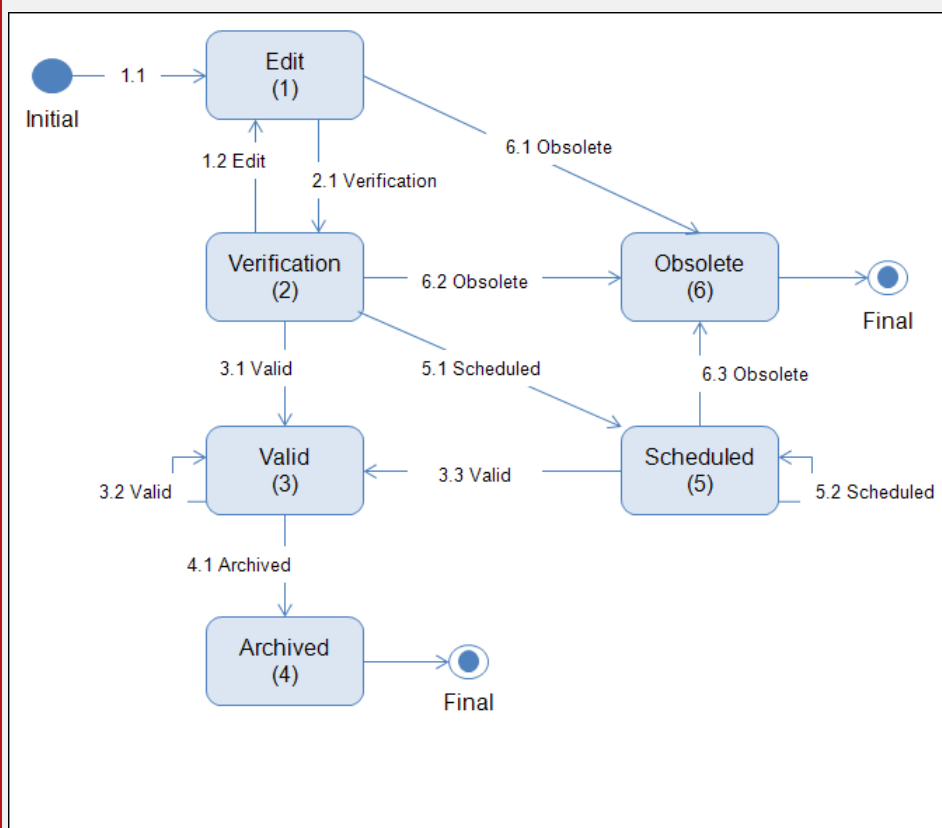 Edit
(1)
1.1
Initial
6.1 Obsolete
1.2 Edit
2.1 Verification
Verification
(2)
6.2 Obsolete
Obsolete
(6)
Final
3.1 Valid
5.1 Scheduled
6.3 Obsolete
Valid
(3)
3.2 Valid
3.3 Valid
Scheduled
(5)
5.2 Scheduled
4.1 Archived
Archived
(4)
Final